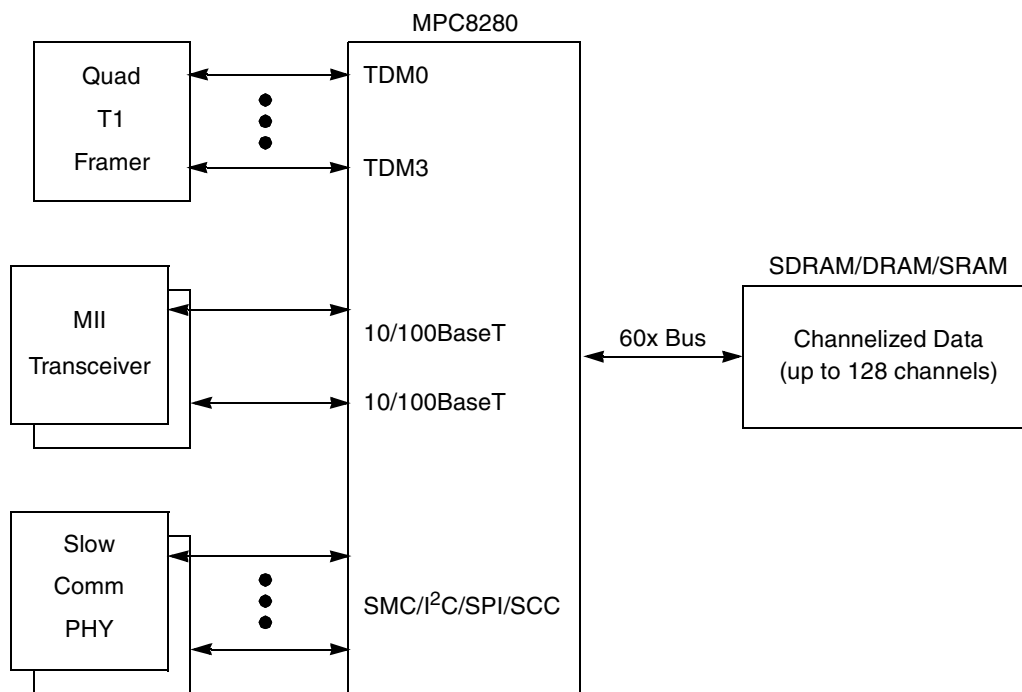 MPC8280
Quad
T1
Framer
TDM0
TDM3
MII
Transceiver
10/100BaseT
10/100BaseT
60x Bus
SDRAM/DRAM/SRAM
Channelized Data
(up to 128 channels)
Slow
Comm
PHY
SMC/I²C/SPI/SCC